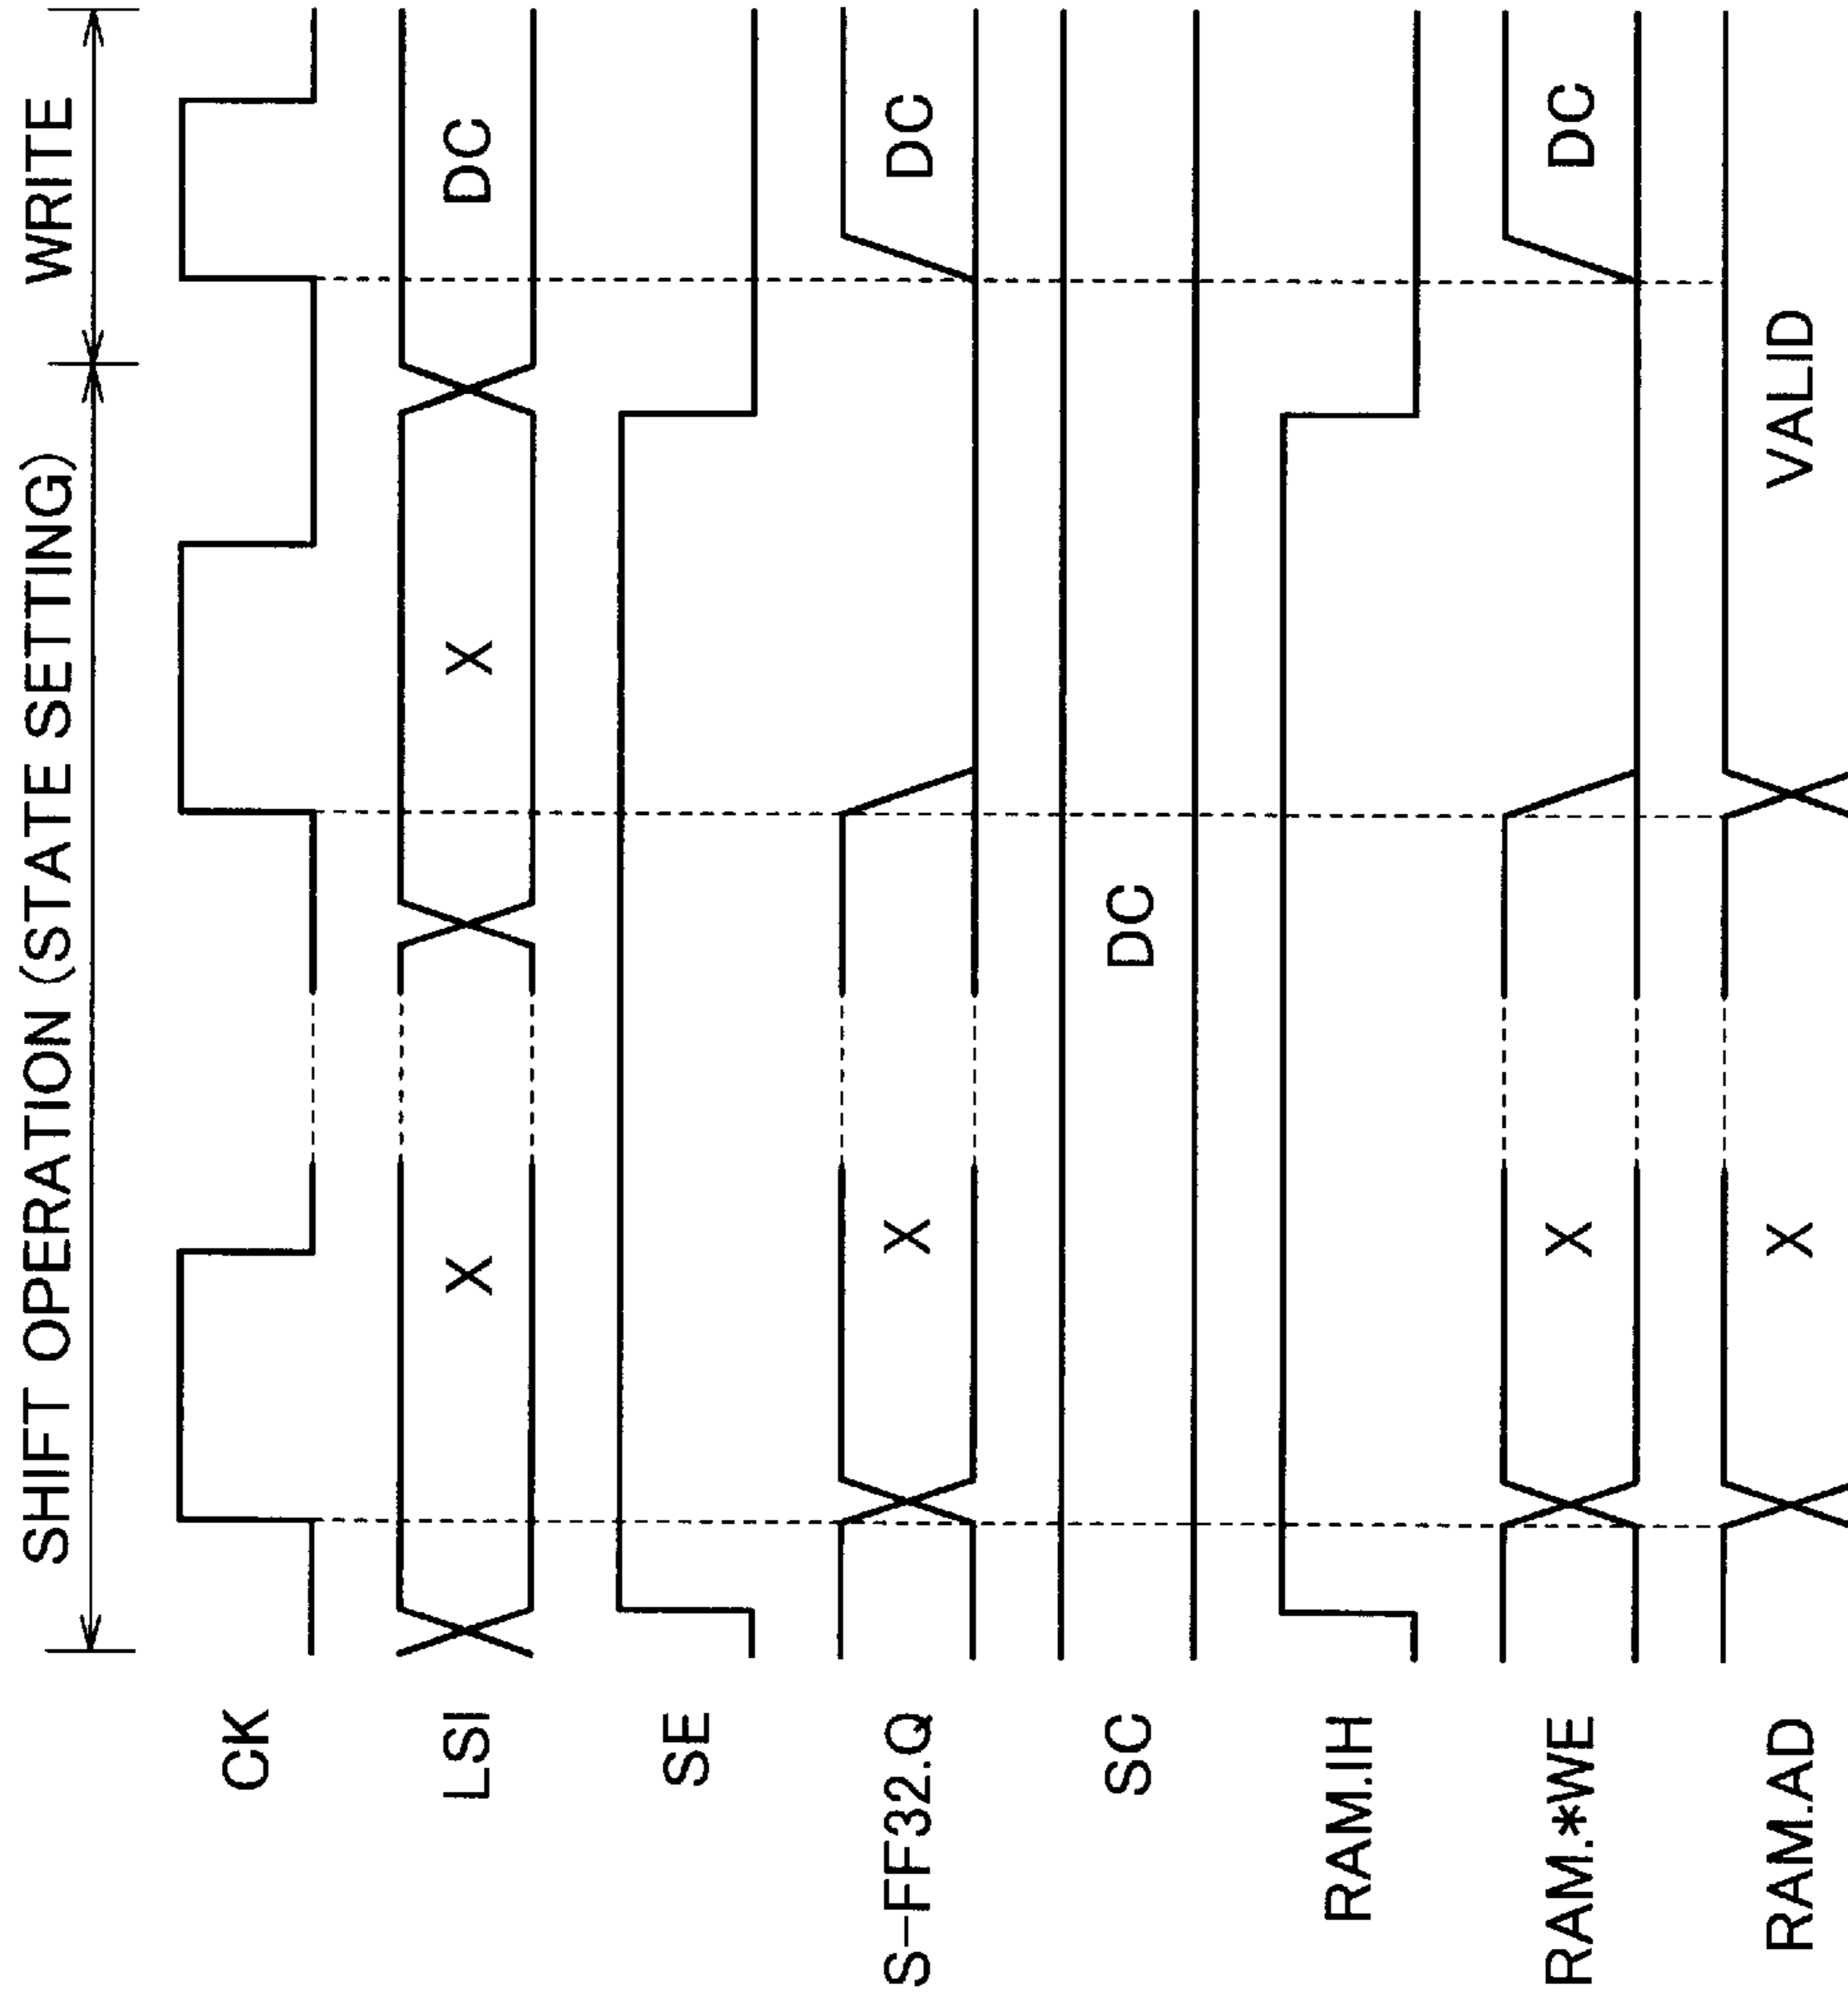 SHIFT OPERATION (STATE SETTING) WRITE
CK
LSI X X DC
SE
S-FF32.Q X DC
SC DC
RAM.IH
RAM.*WE X DC
RAM.AD X VALID